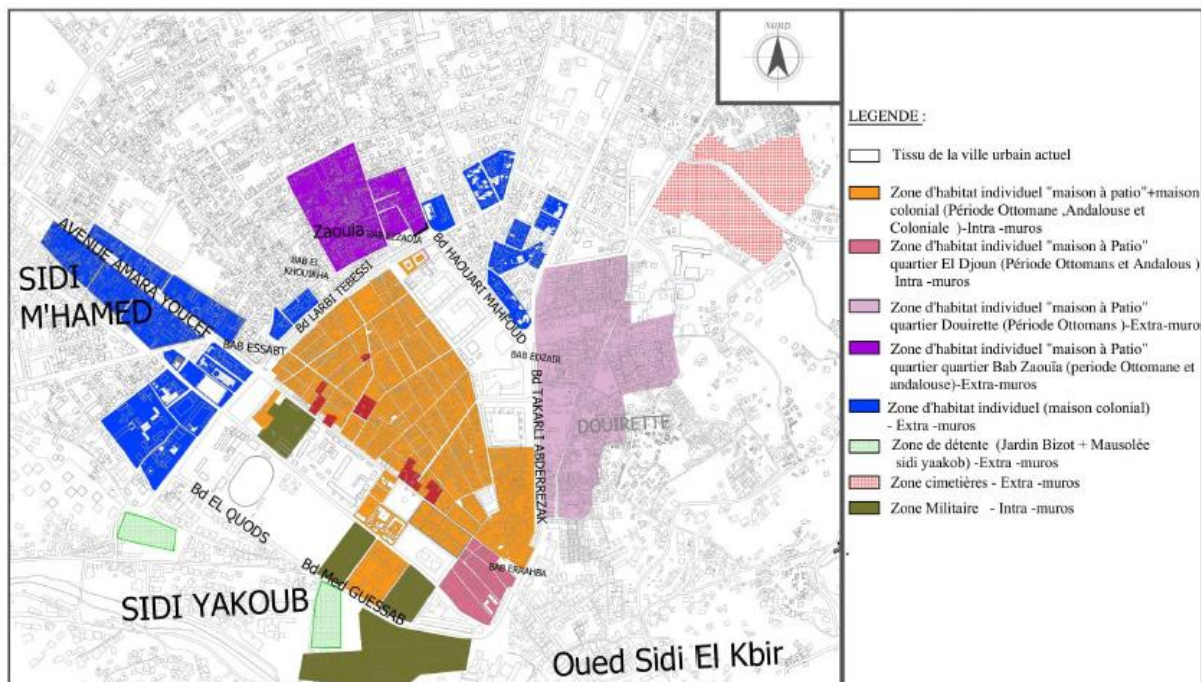 NORD
AVENUE AMARA YOUCEF
SIDI
M'HAMED
Zaouia
BAB EZZAOIA
BAB EL
KHOUIKHA
Bd LARBI TEBESSI
Bd HAOUARI MAHFOUD
BAB ESSABT
BAB EDZAIR
Bd TAKARLI ABDERREZAK
DOUIRETTE
Bd EL QUODS
BAB ERRAHBA
Bd Med GUESSAB
SIDI YAKOUB
Oued Sidi El Kbir
LEGENDE :
Tissu de la ville urbain actuel
Zone d'habitat individuel "maison à patio"+maison
colonial (Période Ottomane ,Andalouse et
Coloniale )-Intra -muros
Zone d'habitat individuel "maison à Patio"
quartier El Djoun (Période Ottomans et Andalous )
Intra -muros
Zone d'habitat individuel "maison à Patio"
quartier Douirette (Période Ottomans )-Extra-muro
Zone d'habitat individuel "maison à Patio"
quartier quartier Bab Zaouïa (periode Ottomane et
andalouse)-Extra-muros
Zone d'habitat individuel (maison colonial)
- Extra -muros
Zone de détente (Jardin Bizot + Mausolée
sidi yaakob) -Extra -muros
Zone cimetières - Extra -muros
Zone Militaire - Intra -muros